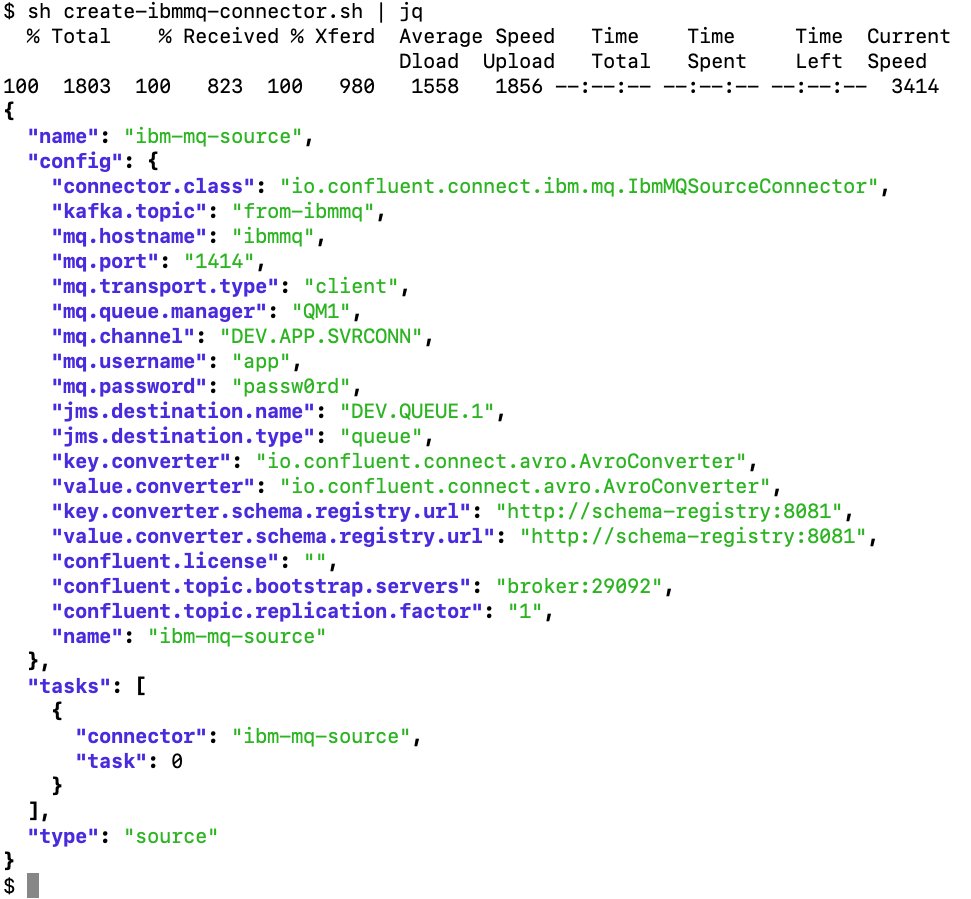 $ sh create-ibmmq-connector.sh | jq
  % Total    % Received % Xferd  Average Speed   Time    Time     Time  Current
                                 Dload  Upload   Total   Spent    Left  Speed
100  1803  100   823  100   980   1558   1856 --:--:-- --:--:-- --:--:--  3414
{
  "name": "ibm-mq-source",
  "config": {
    "connector.class": "io.confluent.connect.ibm.mq.IbmMQSourceConnector",
    "kafka.topic": "from-ibmmq",
    "mq.hostname": "ibmmq",
    "mq.port": "1414",
    "mq.transport.type": "client",
    "mq.queue.manager": "QM1",
    "mq.channel": "DEV.APP.SVRCONN",
    "mq.username": "app",
    "mq.password": "passw0rd",
    "jms.destination.name": "DEV.QUEUE.1",
    "jms.destination.type": "queue",
    "key.converter": "io.confluent.connect.avro.AvroConverter",
    "value.converter": "io.confluent.connect.avro.AvroConverter",
    "key.converter.schema.registry.url": "http://schema-registry:8081",
    "value.converter.schema.registry.url": "http://schema-registry:8081",
    "confluent.license": "",
    "confluent.topic.bootstrap.servers": "broker:29092",
    "confluent.topic.replication.factor": "1",
    "name": "ibm-mq-source"
  },
  "tasks": [
    {
      "connector": "ibm-mq-source",
      "task": 0
    }
  ],
  "type": "source"
}
$